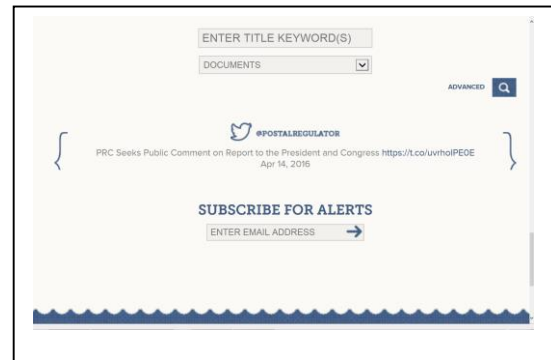 ENTER TITLE KEYWORD(S)
DOCUMENTS
ADVANCED
@POSTALREGULATOR
PRC Seeks Public Comment on Report to the President and Congress https://t.co/uvrhoIPE0E
Apr 14, 2016
SUBSCRIBE FOR ALERTS
ENTER EMAIL ADDRESS